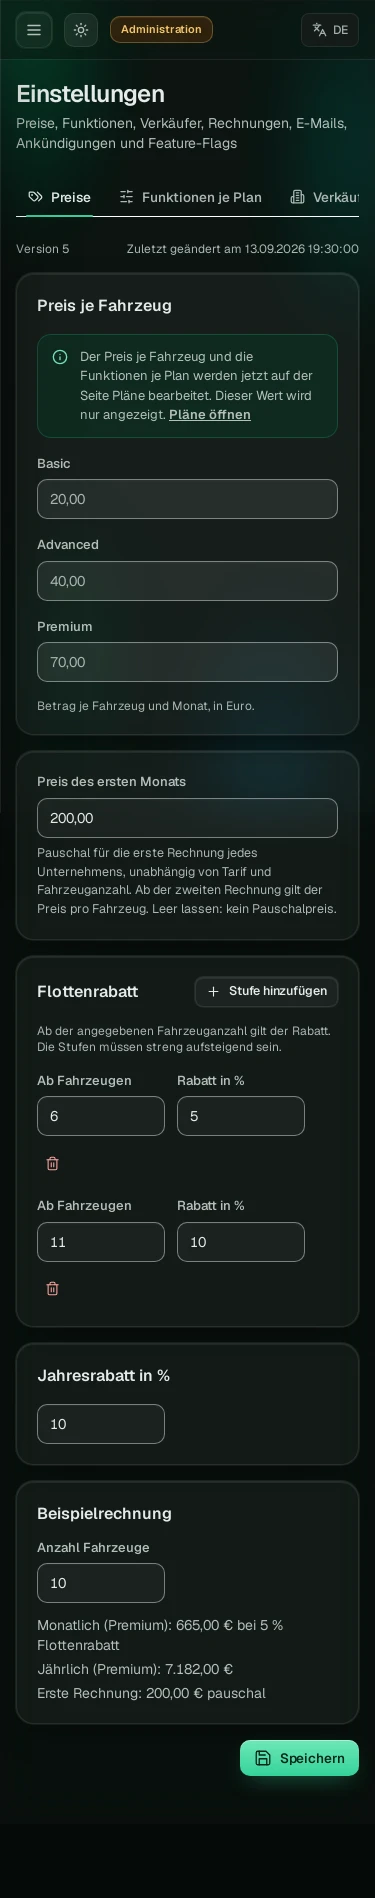 Administration
DE
Einstellungen
Preise, Funktionen, Verkäufer, Rechnungen, E-Mails,
Ankündigungen und Feature-Flags
Preise
Funktionen je Plan
Verkäuf
Version 5
Zuletzt geändert am 13.09.2026 19:30:00
Preis je Fahrzeug
Der Preis je Fahrzeug und die
Funktionen je Plan werden jetzt auf der
Seite Pläne bearbeitet. Dieser Wert wird
nur angezeigt. Pläne öffnen
Basic
20,00
Advanced
40,00
Premium
70,00
Betrag je Fahrzeug und Monat, in Euro.
Preis des ersten Monats
200,00
Pauschal für die erste Rechnung jedes
Unternehmens, unabhängig von Tarif und
Fahrzeuganzahl. Ab der zweiten Rechnung gilt der
Preis pro Fahrzeug. Leer lassen: kein Pauschalpreis.
Flottenrabatt
Stufe hinzufügen
Ab der angegebenen Fahrzeuganzahl gilt der Rabatt.
Die Stufen müssen streng aufsteigend sein.
Ab Fahrzeugen
Rabatt in %
6
5
Ab Fahrzeugen
Rabatt in %
11
10
Jahresrabatt in %
10
Beispielrechnung
Anzahl Fahrzeuge
10
Monatlich (Premium): 665,00 € bei 5 %
Flottenrabatt
Jährlich (Premium): 7.182,00 €
Erste Rechnung: 200,00 € pauschal
Speichern